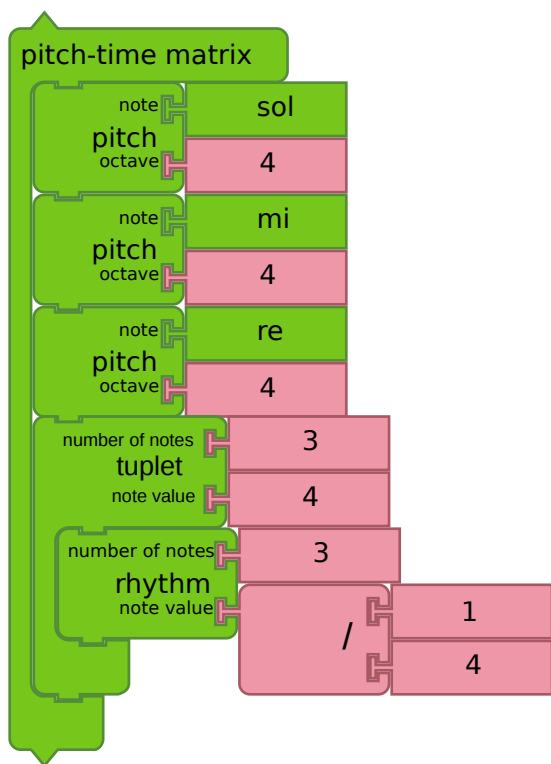 pitch-time matrix
note sol
pitch
octave 4
note mi
pitch
octave 4
note re
pitch
octave 4
number of notes 3
tuplet
note value 4
number of notes 3
rhythm
note value 1
/
4